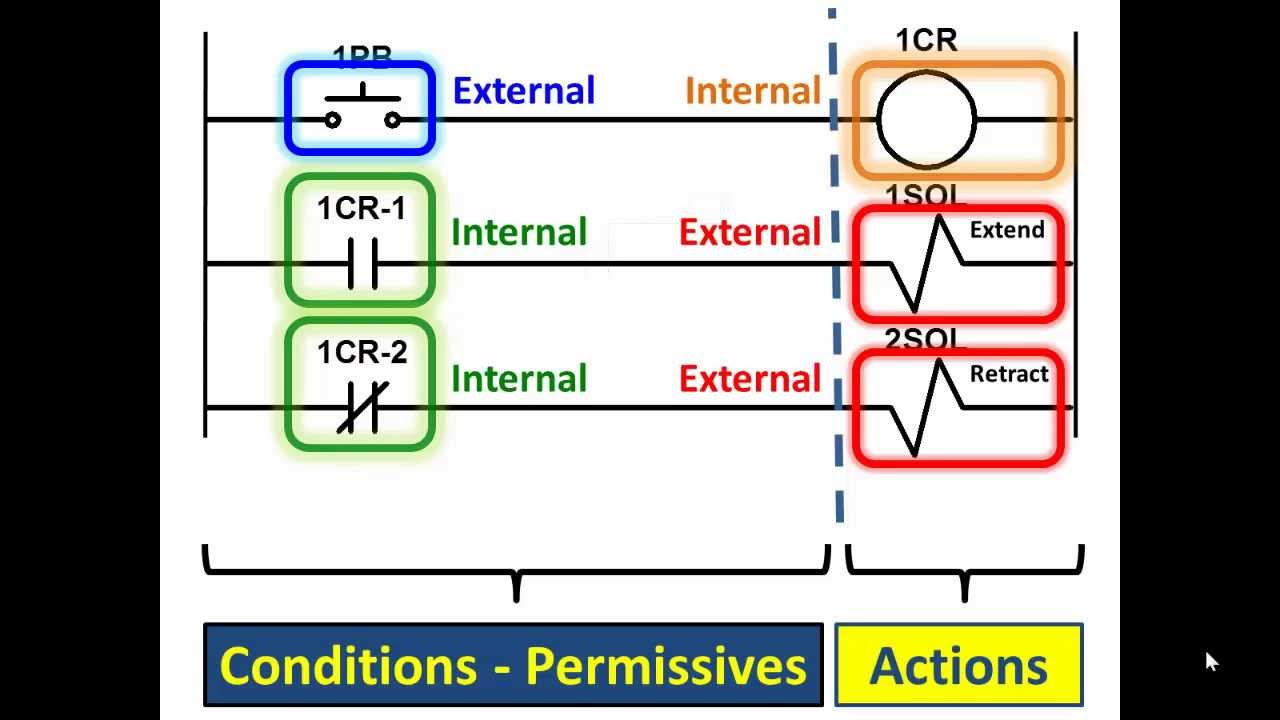 1PB
1CR
External
Internal
1CR-1
1SOL
Internal
External
Extend
1CR-2
2SOL
Internal
External
Retract
Conditions - Permissives
Actions